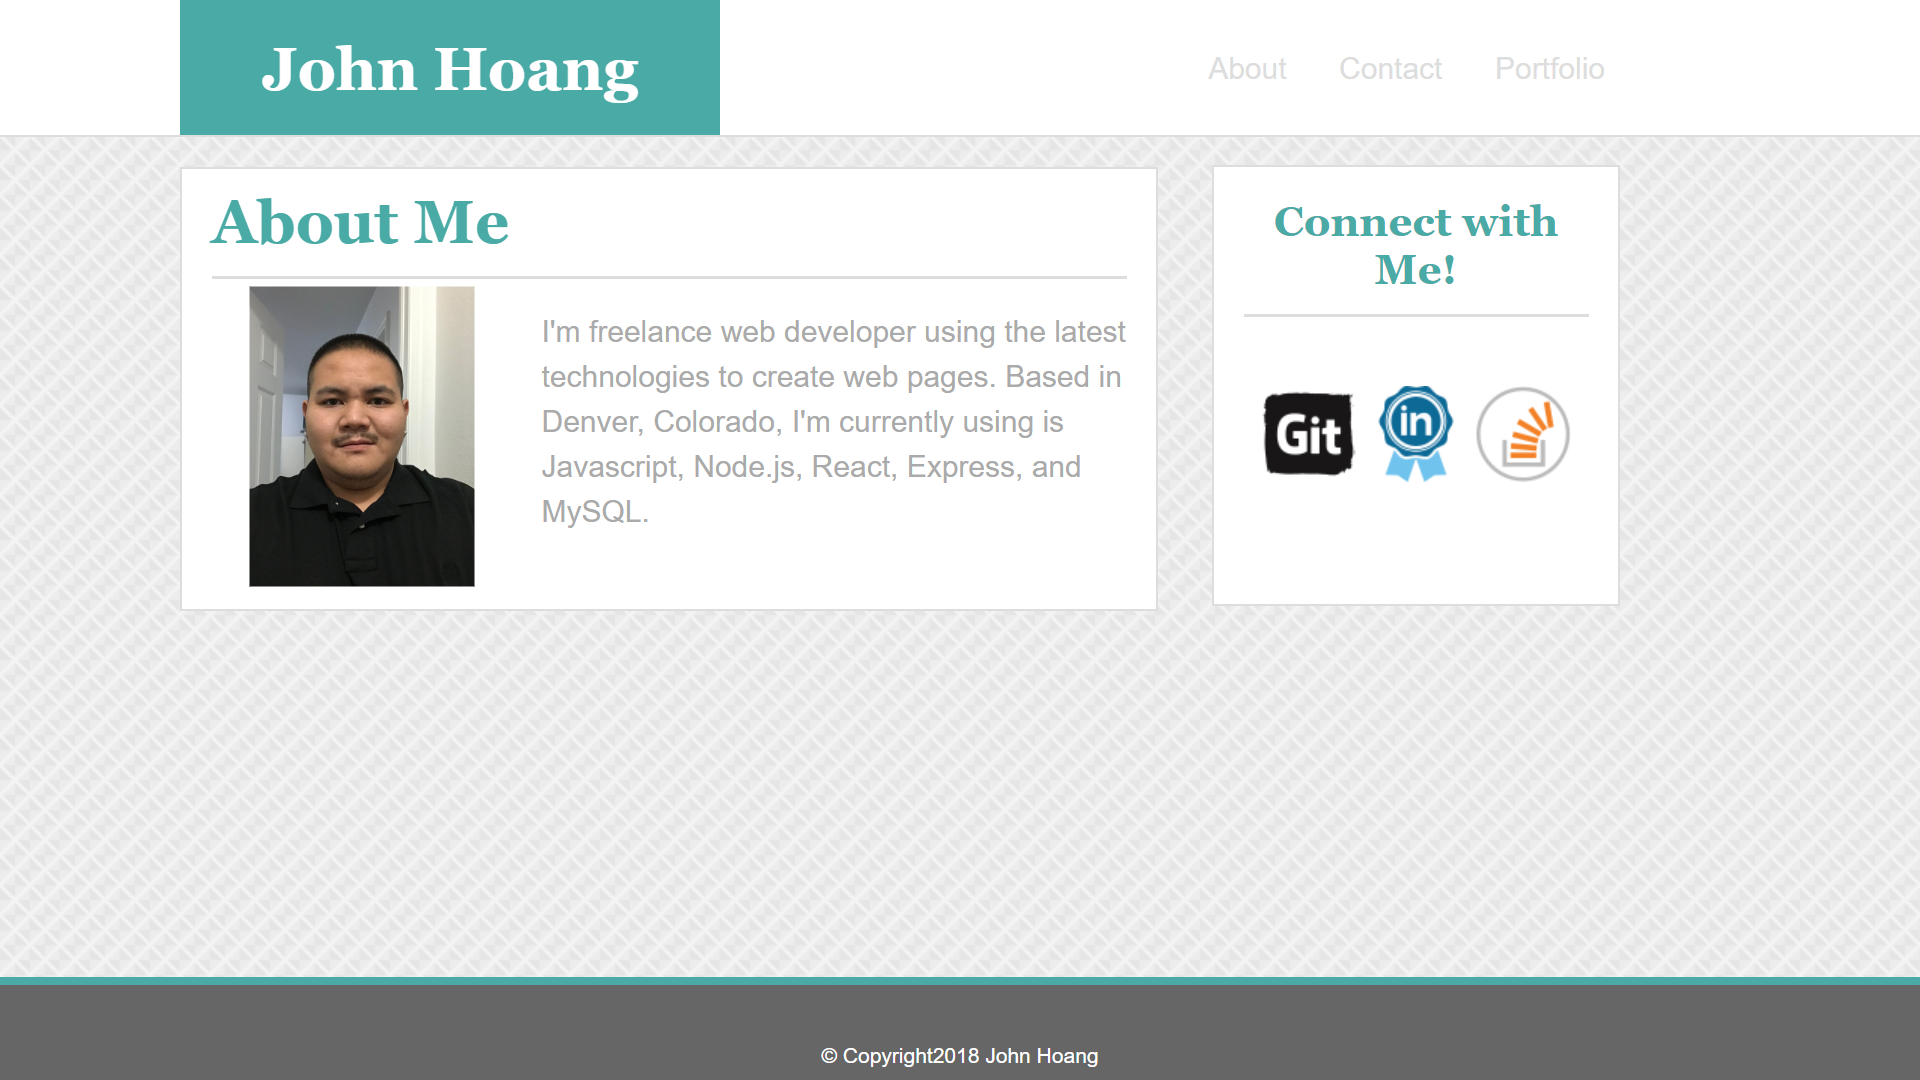 John Hoang
About Contact Portfolio
About Me
I'm freelance web developer using the latest
technologies to create web pages. Based in
Denver, Colorado, I'm currently using is
Javascript, Node.js, React, Express, and
MySQL.
Connect with
Me!
Git in
© Copyright2018 John Hoang